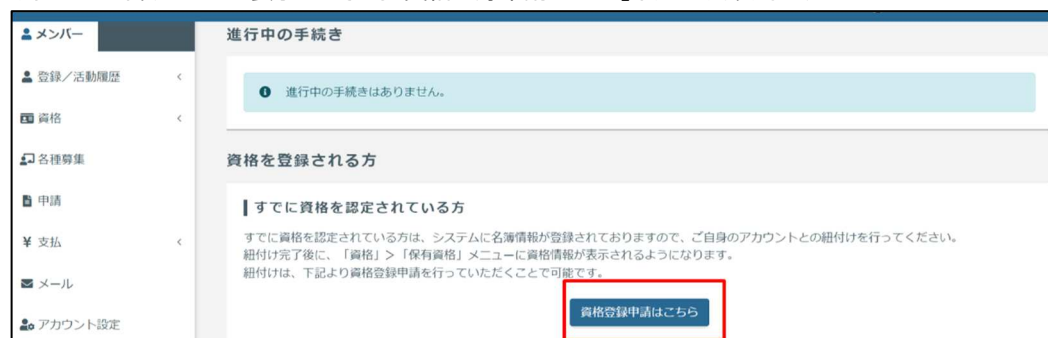 メンバー
登録／活動履歴
資格
各種募集
申請
¥ 支払
メール
アカウント設定
進行中の手続き
進行中の手続きはありません。
資格を登録される方
すでに資格を認定されている方
すでに資格を認定されている方は、システムに名簿情報が登録されておりますので、ご自身のアカウントとの紐付けを行ってください。
紐付け完了後に、「資格」＞「保有資格」メニューに資格情報が表示されるようになります。
紐付けは、下記より資格登録申請を行っていただくことで可能です。
資格登録申請はこちら